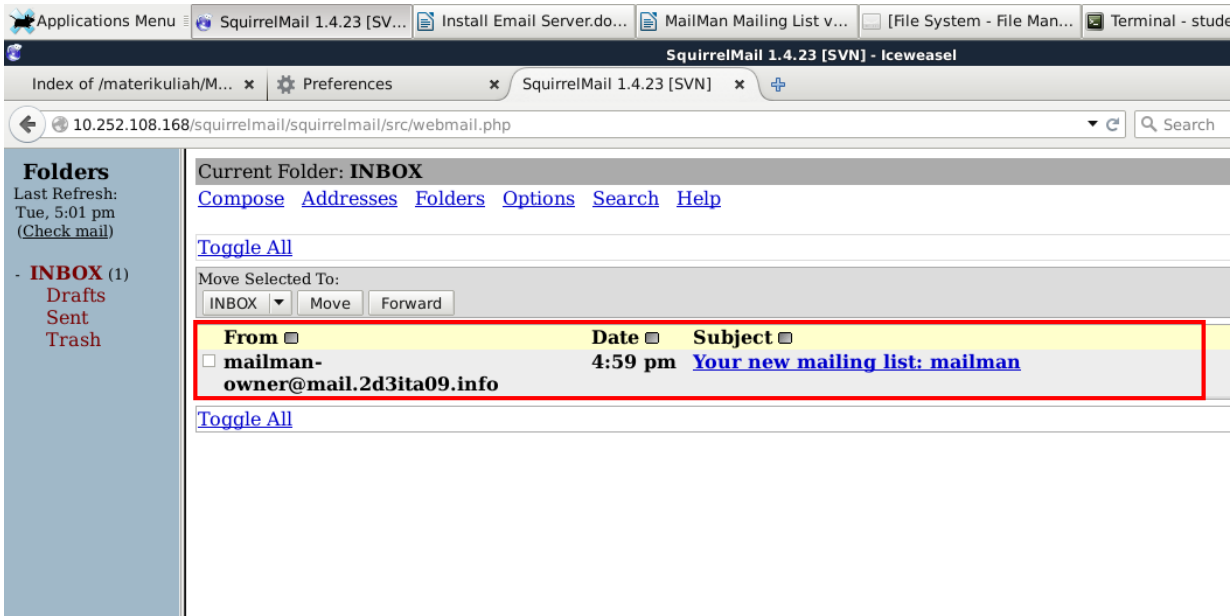 Applications Menu
SquirrelMail 1.4.23 [SV...
Install Email Server.do...
MailMan Mailing List v...
[File System - File Man...
Terminal - stude
SquirrelMail 1.4.23 [SVN] - Iceweasel
Index of /materikuliah/M...
Preferences
SquirrelMail 1.4.23 [SVN]
10.252.108.168/squirrelmail/squirrelmail/src/webmail.php
Search
Folders
Last Refresh:
Tue, 5:01 pm
(Check mail)
- INBOX (1)
Drafts
Sent
Trash
Current Folder: INBOX
Compose Addresses Folders Options Search Help
Toggle All
Move Selected To:
INBOX Move Forward
From Date Subject
mailman- 4:59 pm Your new mailing list: mailman
owner@mail.2d3ita09.info
Toggle All